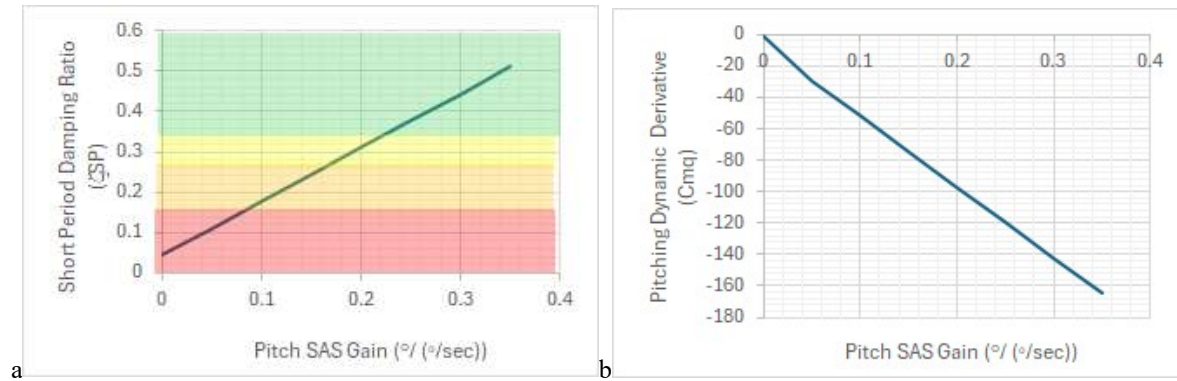 0.6
0.5
0.4
0.3
0.2
0.1
0
Short Period Damping Ratio
(ζSP)
0 0.1 0.2 0.3 0.4
Pitch SAS Gain (°/ (°/sec))
a
0
-20
-40
-60
-80
-100
-120
-140
-160
-180
Pitching Dynamic Derivative
(Cmq)
0 0.1 0.2 0.3 0.4
Pitch SAS Gain (°/ (°/sec))
b